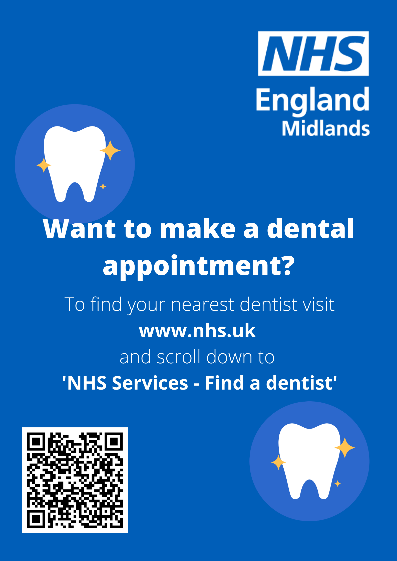 NHS
England
Midlands
Want to make a dental
appointment?
To find your nearest dentist visit
www.nhs.uk
and scroll down to
'NHS Services - Find a dentist'